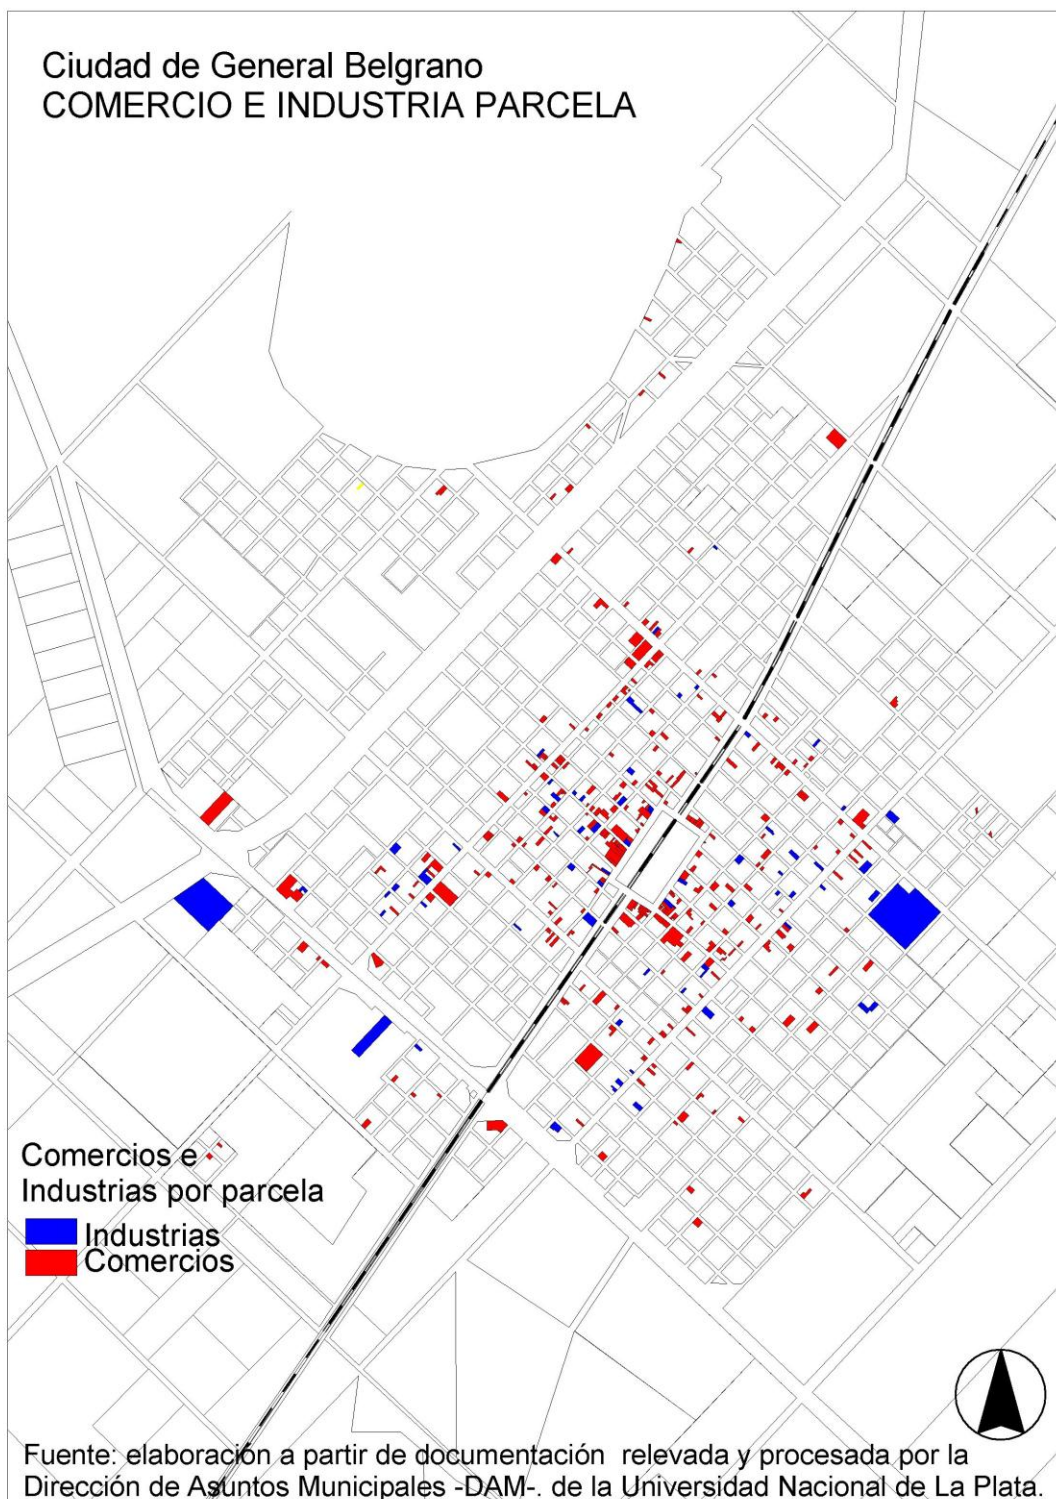 Ciudad de General Belgrano
COMERCIO E INDUSTRIA PARCELA
Comercios e
Industrias por parcela
Industrias
Comercios
Fuente: elaboración a partir de documentación relevada y procesada por la
Dirección de Asuntos Municipales -DAM-. de la Universidad Nacional de La Plata.